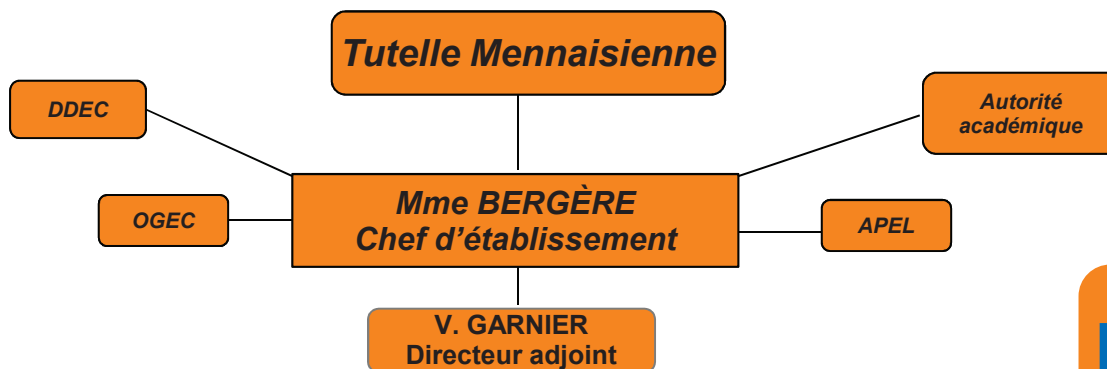 Tutelle Mennaisienne
DDEC
Autorité
académique
Mme BERGÈRE
Chef d’établissement
OGEC
APEL
V. GARNIER
Directeur adjoint